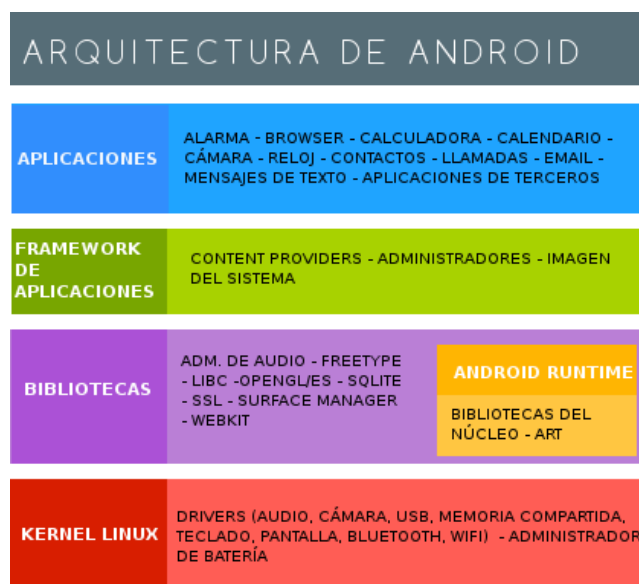 ARQUITECTURA DE ANDROID
APLICACIONES
ALARMA - BROWSER - CALCULADORA - CALENDARIO -
CÁMARA - RELOJ - CONTACTOS - LLAMADAS - EMAIL -
MENSAJES DE TEXTO - APLICACIONES DE TERCEROS
FRAMEWORK
DE
APLICACIONES
CONTENT PROVIDERS - ADMINISTRADORES - IMAGEN
DEL SISTEMA
BIBLIOTECAS
ADM. DE AUDIO - FREETYPE
- LIBC -OPENGL/ES - SQLITE
- SSL - SURFACE MANAGER
- WEBKIT
ANDROID RUNTIME
BIBLIOTECAS DEL
NÚCLEO - ART
KERNEL LINUX
DRIVERS (AUDIO, CÁMARA, USB, MEMORIA COMPARTIDA,
TECLADO, PANTALLA, BLUETOOTH, WIFI) - ADMINISTRADOR
DE BATERÍA